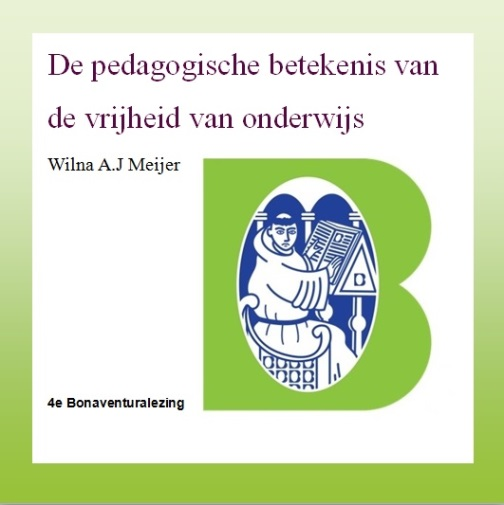 De pedagogische betekenis van
de vrijheid van onderwijs
Wilna A.J Meijer
B
4e Bonaventuralezing